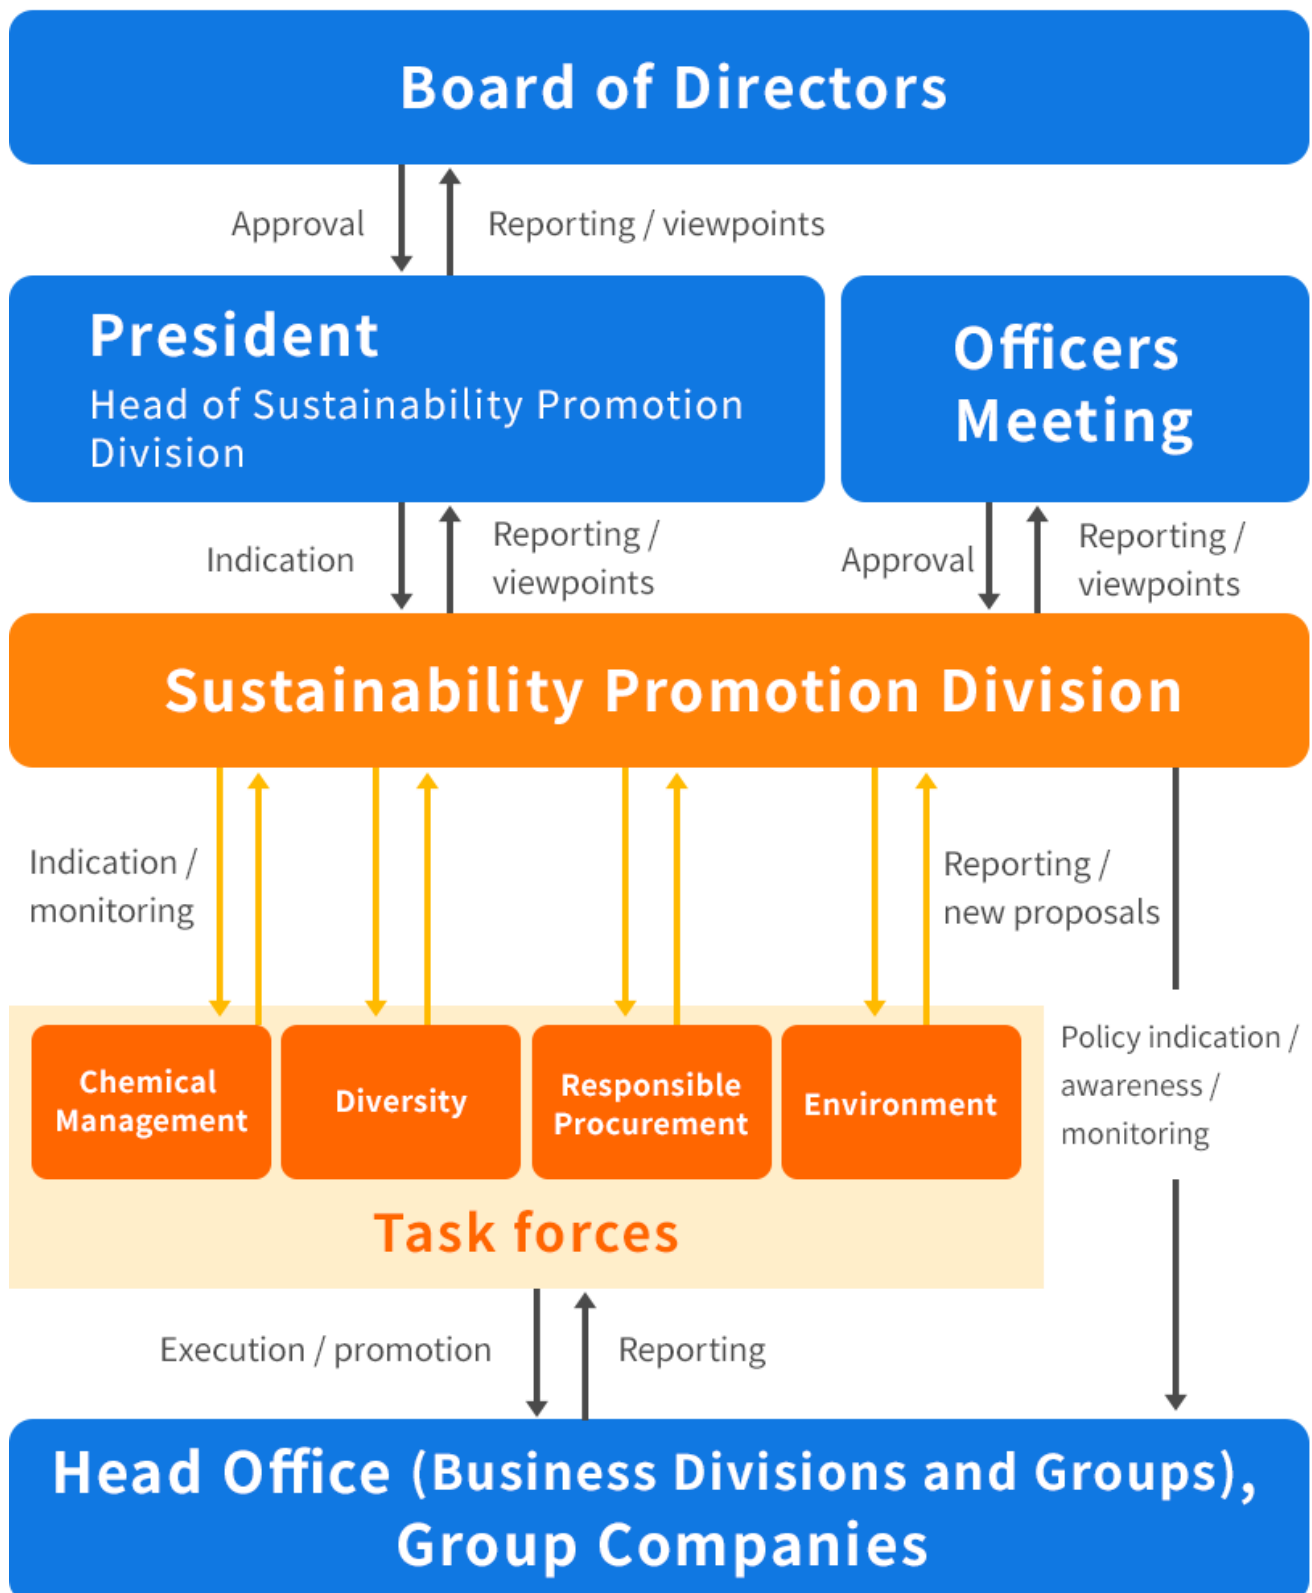 Board of Directors
Approval
Reporting / viewpoints
President
Head of Sustainability Promotion
Division
Officers
Meeting
Indication
Reporting /
viewpoints
Approval
Reporting /
viewpoints
Sustainability Promotion Division
Indication /
monitoring
Reporting /
new proposals
Chemical
Management
Diversity
Responsible
Procurement
Environment
Policy indication /
awareness /
monitoring
Task forces
Execution / promotion
Reporting
Head Office (Business Divisions and Groups),
Group Companies